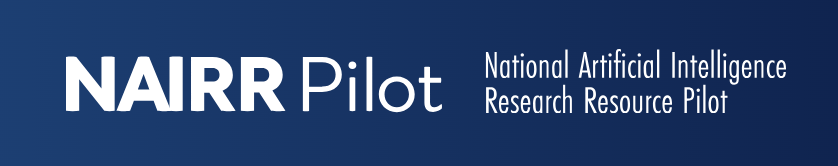 NAIRR Pilot
National Artificial Intelligence
Research Resource Pilot